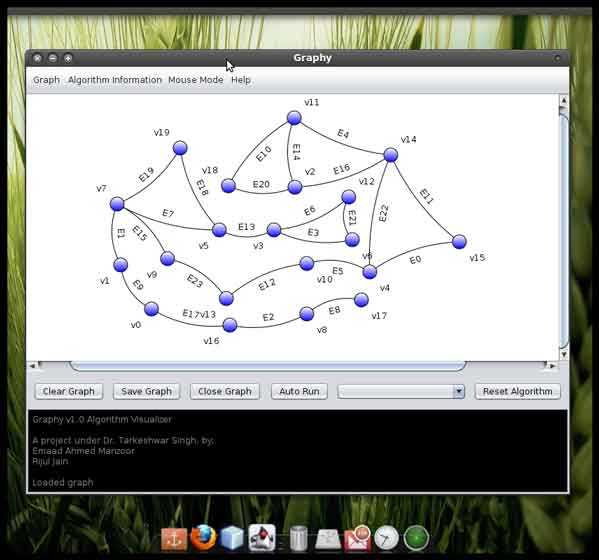 Graphy
Graph Algorithm Information Mouse Mode Help
v11
E4
v19
v14
E10
E14
E19
v18
v2
E16
E20
v12
v7
E18
E11
E6
E22
E21
E7
E13
E3
E1
E15
v5
v3
v6
v15
E0
v9
E5
v1
v10
v4
E23
E9
E12
E17 v13
E2
E8
v17
v0
v16
v8
Clear Graph Save Graph Close Graph Auto Run Reset Algorithm
Graphy v1.0 Algorithm Visualizer
A project under Dr. Tarkeshwar Singh, by:
Emaad Ahmed Manzoor
Rijul Jain
Loaded graph